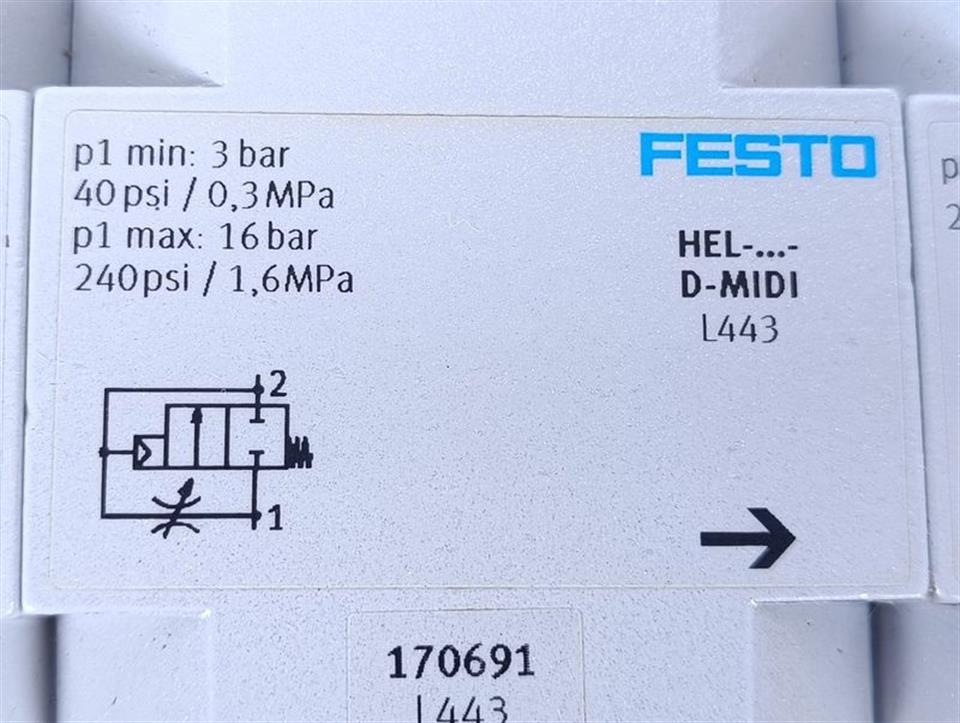 p1 min: 3 bar
40 psi / 0,3 MPa
p1 max: 16 bar
240 psi / 1,6 MPa
FESTO
HEL-...-
D-MIDI
L443
2
1
170691
L443
p
2